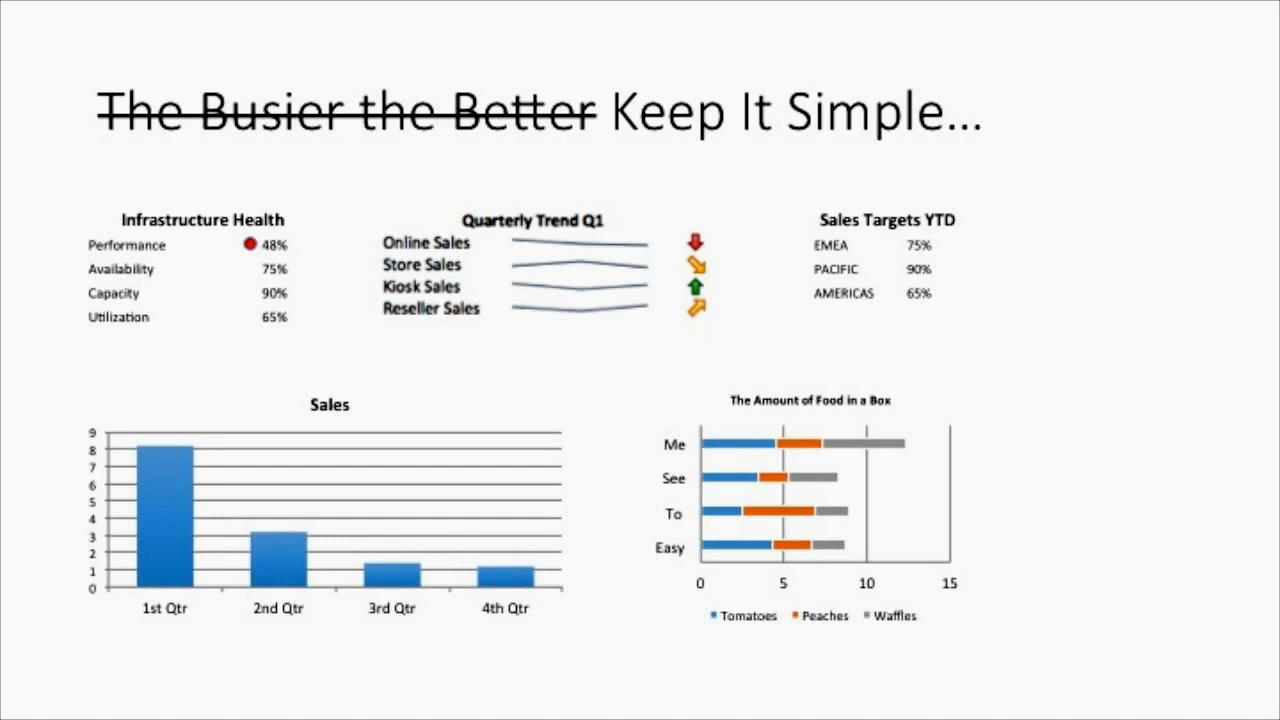 The Busier the Better Keep It Simple...
Infrastructure Health
Performance 48%
Availability 75%
Capacity 90%
Utilization 65%
Quarterly Trend Q1
Online Sales
Store Sales
Kiosk Sales
Reseller Sales
Sales Targets YTD
EMEA 75%
PACIFIC 90%
AMERICAS 65%
Sales
9
8
7
6
5
4
3
2
1
0
1st Qtr 2nd Qtr 3rd Qtr 4th Qtr
The Amount of Food in a Box
Me
See
To
Easy
0 5 10 15
Tomatoes Peaches Waffles